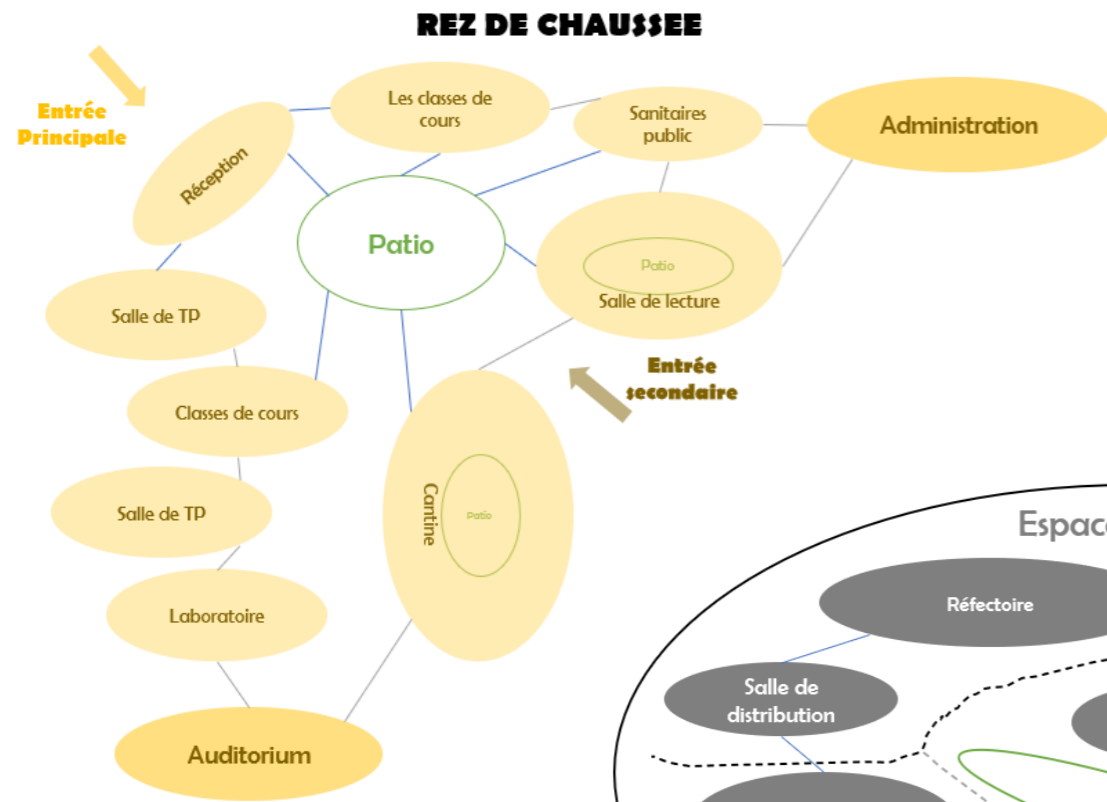 REZ DE CHAUSSEE
Entrée
Principale
Les classes de
cours
Sanitaires
public
Administration
Réception
Patio
Patio
Salle de lecture
Salle de TP
Entrée
secondaire
Classes de cours
Cantine
Patio
Salle de TP
Laboratoire
Auditorium
Espac
Réfectoire
Salle de
distribution